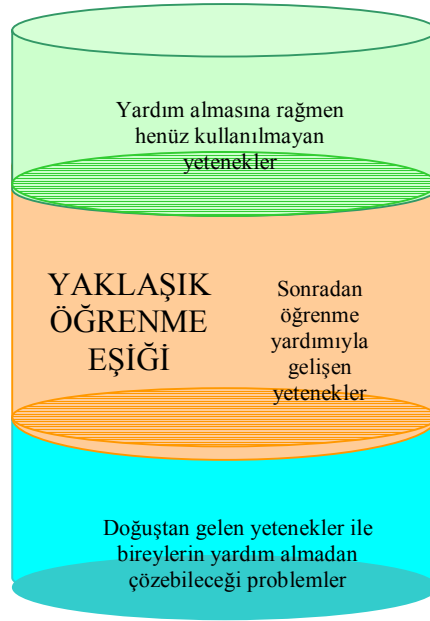 Yardım almasına rağmen
henüz kullanılmayan
yetenekler
YAKLAŞIK
ÖĞRENME
EŞİĞİ
Sonradan
öğrenme
yardımıyla
gelişen
yetenekler
Doğuştan gelen yetenekler ile
bireylerin yardım almadan
çözebileceği problemler